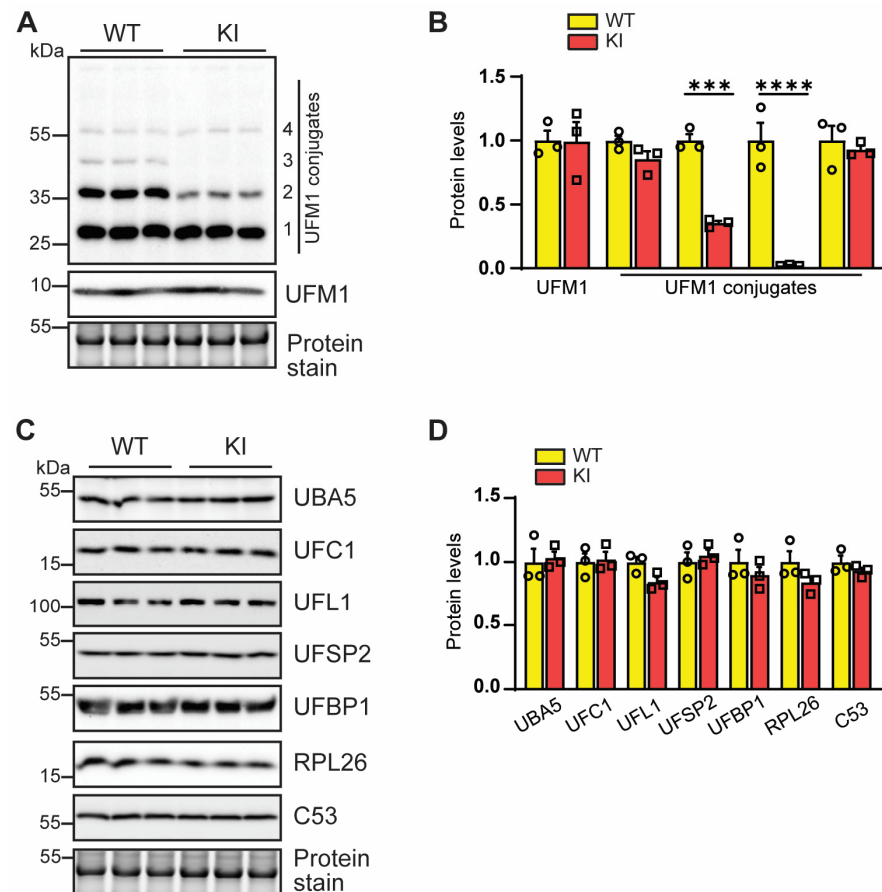 A
WT KI
kDa
55
35
25
4
3
2
1
UFM1 conjugates
10
UFM1
55
Protein
stain
B
WT
KI
Protein levels
1.5
1.0
0.5
0.0
*** ****
UFM1 UFM1 conjugates
C
WT KI
kDa
55 UBA5
UFC1
15
100 UFL1
55
UFSP2
55
UFBP1
RPL26
15
C53
55
55 Protein
stain
D
WT
KI
Protein levels
1.5
1.0
0.5
0.0
UBA5 UFC1 UFL1 UFSP2 UFBP1 RPL26 C53